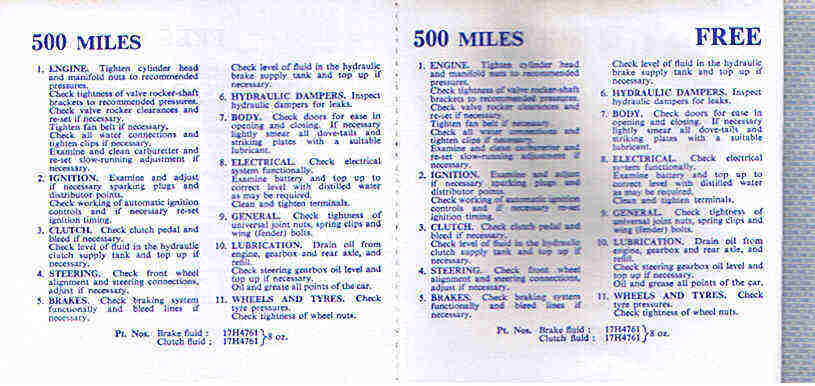 500 MILES
1. ENGINE. Tighten cylinder head
and manifold nuts to recommended
pressures.
Check tightness of valve rocker-shaft
brackets to recommended pressures.
Check valve rocker clearances and
re-set if necessary.
Tighten fan belt if necessary.
Check all water connections and
tighten clips if necessary.
Examine and clean carburetter and
re-set slow-running adjustment if
necessary.
2. IGNITION. Examine and adjust
if necessary sparking plugs and
distributor points.
Check working of automatic ignition
controls and if necessary re-set
ignition timing.
3. CLUTCH. Check clutch pedal and
bleed if necessary.
Check level of fluid in the hydraulic
clutch supply tank and top up if
necessary.
4. STEERING. Check front wheel
alignment and steering connections,
adjust if necessary.
5. BRAKES. Check braking system
functionally and bleed lines if
necessary.
Check level of fluid in the hydraulic
brake supply tank and top up if
necessary.
6. HYDRAULIC DAMPERS. Inspect
hydraulic dampers for leaks.
7. BODY. Check doors for ease in
opening and closing. If necessary
lightly smear all dove-tails and
striking plates with a suitable
lubricant.
8. ELECTRICAL. Check electrical
system functionally.
Examine battery and top up to
correct level with distilled water
as may be required.
Clean and tighten terminals.
9. GENERAL. Check tightness of
universal joint nuts, spring clips and
wing (fender) bolts.
10. LUBRICATION. Drain oil from
engine, gearbox and rear axle, and
refill.
Check steering gearbox oil level and
top up if necessary.
Oil and grease all points of the car.
11. WHEELS AND TYRES. Check
tyre pressures.
Check tightness of wheel nuts.
Pt. Nos. Brake fluid : 17H4761 } 8 oz.
Clutch fluid : 17H4761
500 MILES FREE
1. ENGINE. Tighten cylinder head
and manifold nuts to recommended
pressures.
Check tightness of valve rocker-shaft
brackets to recommended pressures.
Check valve rocker clearances and
re-set if necessary.
Tighten fan belt if necessary.
Check all water connections and
tighten clips if necessary.
Examine and clean carburetter and
re-set slow-running adjustment if
necessary.
2. IGNITION. Examine and adjust
if necessary sparking plugs and
distributor points.
Check working of automatic ignition
controls and if necessary re-set
ignition timing.
3. CLUTCH. Check clutch pedal and
bleed if necessary.
Check level of fluid in the hydraulic
clutch supply tank and top up if
necessary.
4. STEERING. Check front wheel
alignment and steering connections,
adjust if necessary.
5. BRAKES. Check braking system
functionally and bleed lines if
necessary.
Check level of fluid in the hydraulic
brake supply tank and top up if
necessary.
6. HYDRAULIC DAMPERS. Inspect
hydraulic dampers for leaks.
7. BODY. Check doors for ease in
opening and closing. If necessary
lightly smear all dove-tails and
striking plates with a suitable
lubricant.
8. ELECTRICAL. Check electrical
system functionally.
Examine battery and top up to
correct level with distilled water
as may be required.
Clean and tighten terminals.
9. GENERAL. Check tightness of
universal joint nuts, spring clips and
wing (fender) bolts.
10. LUBRICATION. Drain oil from
engine, gearbox and rear axle, and
refill.
Check steering gearbox oil level and
top up if necessary.
Oil and grease all points of the car.
11. WHEELS AND TYRES. Check
tyre pressures.
Check tightness of wheel nuts.
Pt. Nos. Brake fluid : 17H4761 } 8 oz.
Clutch fluid : 17H4761